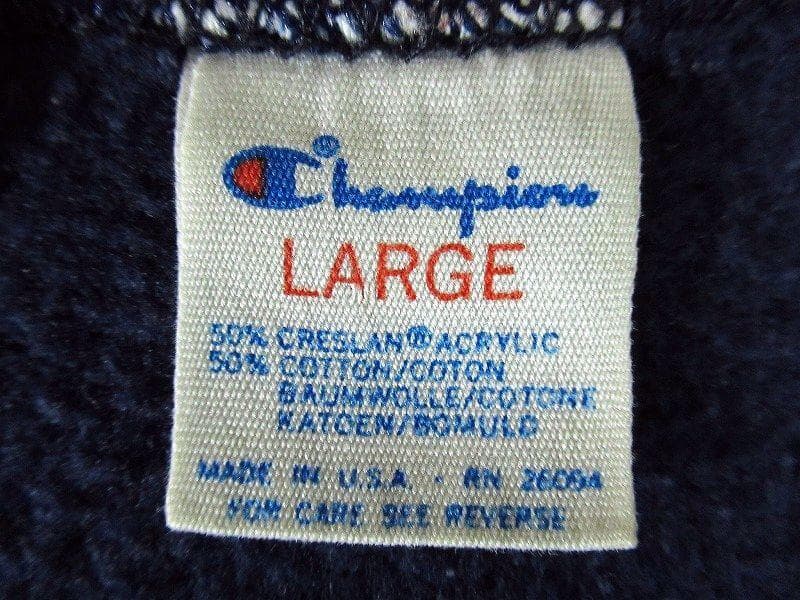 Champion®
LARGE
50% CRESLAN® ACRYLIC
50% COTTON/COTON
BAUMWOLLE/COTONE
KATOEN/BOMULD
MADE IN U.S.A. - RN 26094
FOR CARE SEE REVERSE